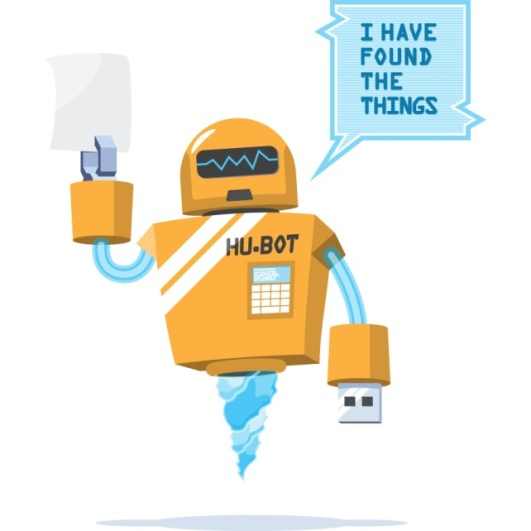 I HAVE
FOUND
THE
THINGS
HU-BOT